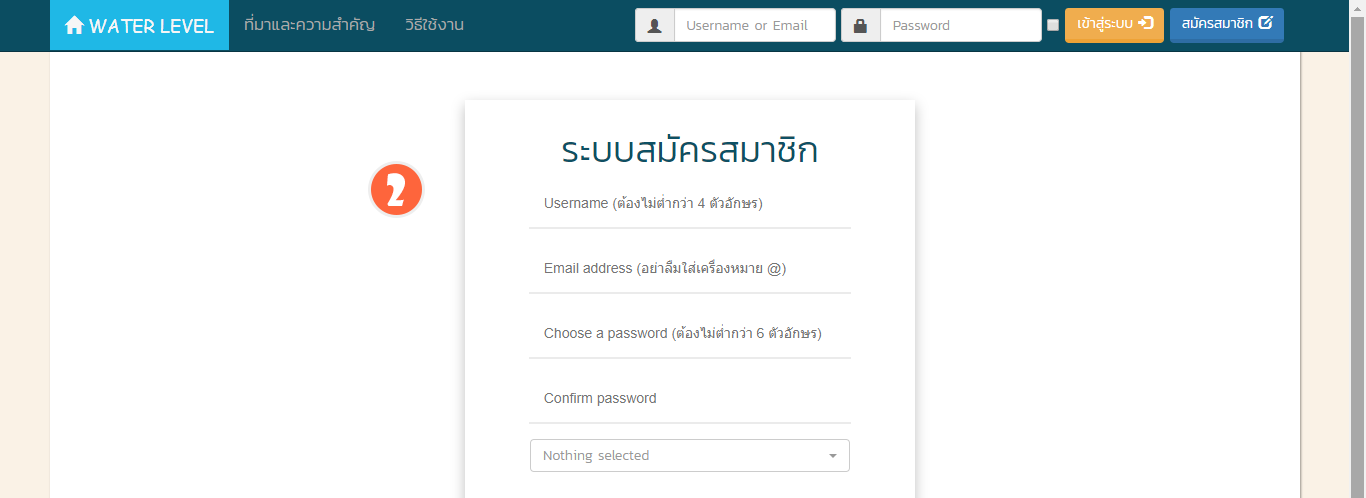 WATER LEVEL ที่มาและความสำคัญ วิธีใช้งาน Username or Email Password เข้าสู่ระบบ สมัครสมาชิก
ระบบสมัครสมาชิก
2
Username (ต้องไม่ต่ำกว่า 4 ตัวอักษร)
Email address (อย่าลืมใส่เครื่องหมาย @)
Choose a password (ต้องไม่ต่ำกว่า 6 ตัวอักษร)
Confirm password
Nothing selected